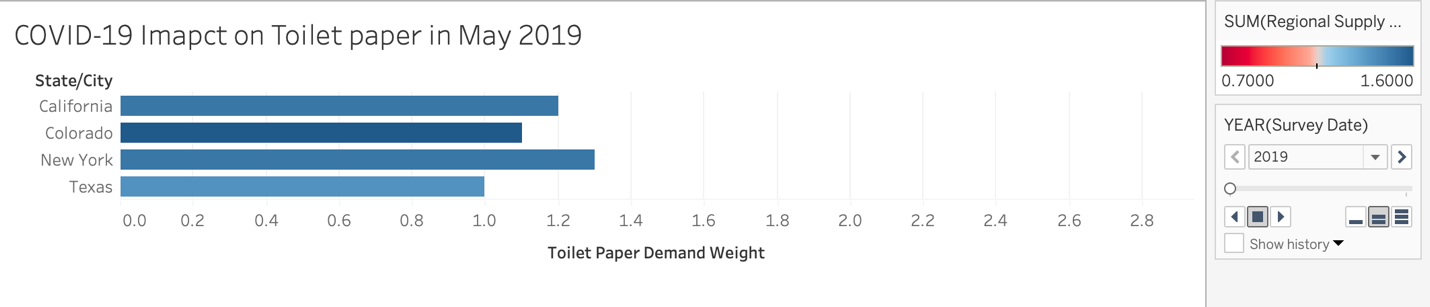 COVID-19 Imapct on Toilet paper in May 2019
State/City
California
Colorado
New York
Texas
0.0 0.2 0.4 0.6 0.8 1.0 1.2 1.4 1.6 1.8 2.0 2.2 2.4 2.6 2.8
Toilet Paper Demand Weight
SUM(Regional Supply ...
0.7000 1.6000
YEAR(Survey Date)
2019
Show history